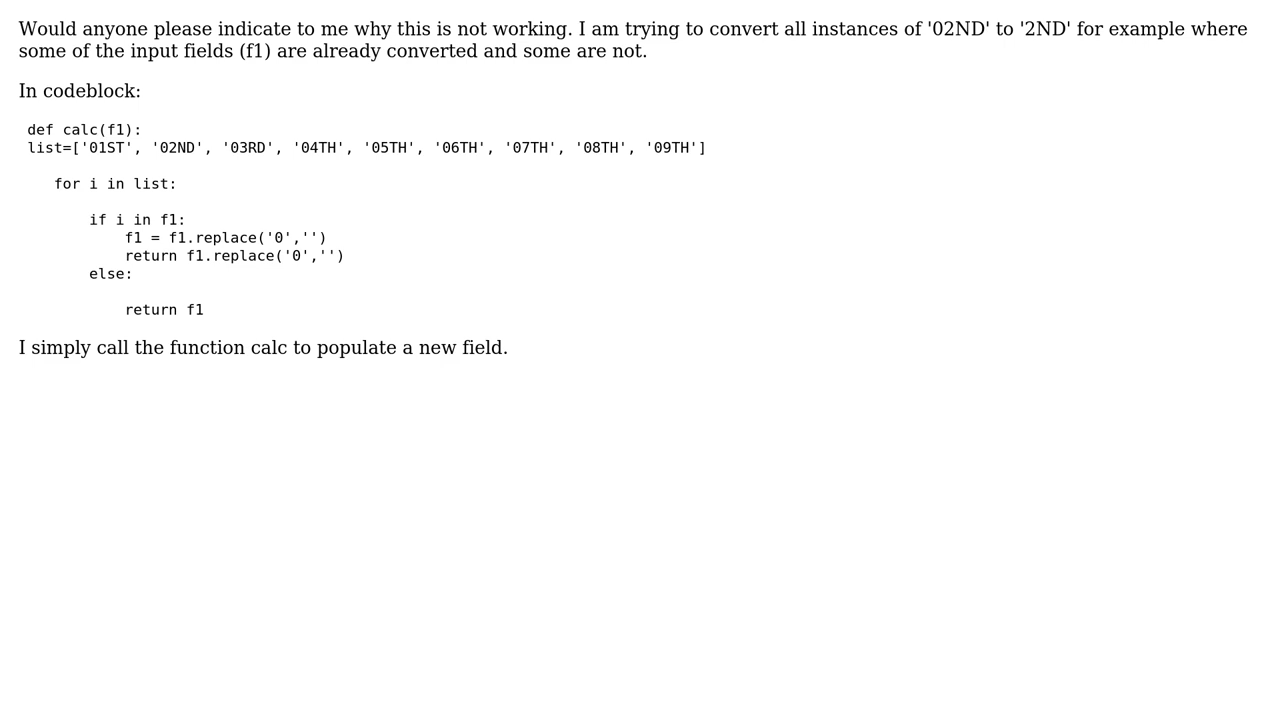 Would anyone please indicate to me why this is not working. I am trying to convert all instances of '02ND' to '2ND' for example where
some of the input fields (f1) are already converted and some are not.
In codeblock:
def calc(f1):
list=['01ST', '02ND', '03RD', '04TH', '05TH', '06TH', '07TH', '08TH', '09TH']
for i in list:
if i in f1:
f1 = f1.replace('0','')
return f1.replace('0','')
else:
return f1
I simply call the function calc to populate a new field.